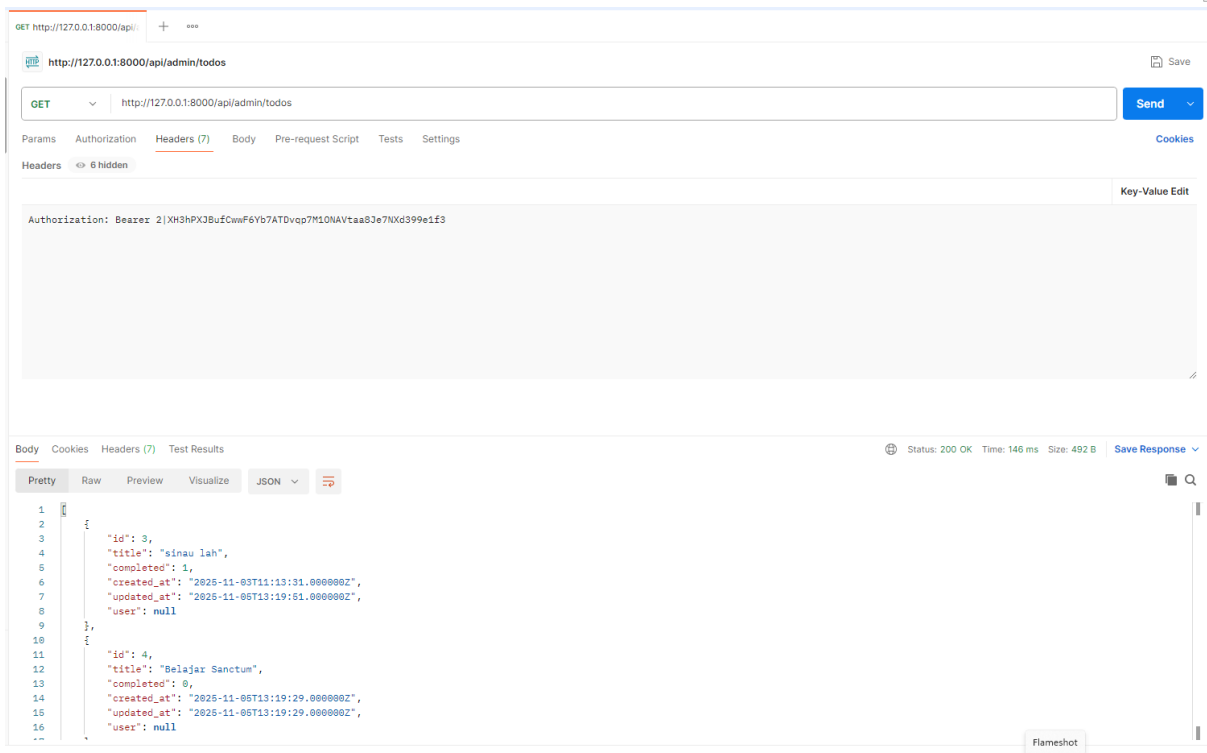 GET http://127.0.0.1:8000/api/
HTTP http://127.0.0.1:8000/api/admin/todos Save
GET http://127.0.0.1:8000/api/admin/todos Send
Params Authorization Headers (7) Body Pre-request Script Tests Settings Cookies
Headers 6 hidden
Key-Value Edit
Authorization: Bearer 2|XH3hPXJBufCwwF6Yb7ATDvqp7M1ONAVtaa8Je7NXd399e1f3
Body Cookies Headers (7) Test Results Status: 200 OK Time: 146 ms Size: 492 B Save Response
Pretty Raw Preview Visualize JSON
1 [
2 {
3 "id": 3,
4 "title": "sinau lah",
5 "completed": 1,
6 "created_at": "2025-11-03T11:13:31.000000Z",
7 "updated_at": "2025-11-05T13:19:51.000000Z",
8 "user": null
9 },
10 {
11 "id": 4,
12 "title": "Belajar Sanctum",
13 "completed": 0,
14 "created_at": "2025-11-05T13:19:29.000000Z",
15 "updated_at": "2025-11-05T13:19:29.000000Z",
16 "user": null
Flameshot